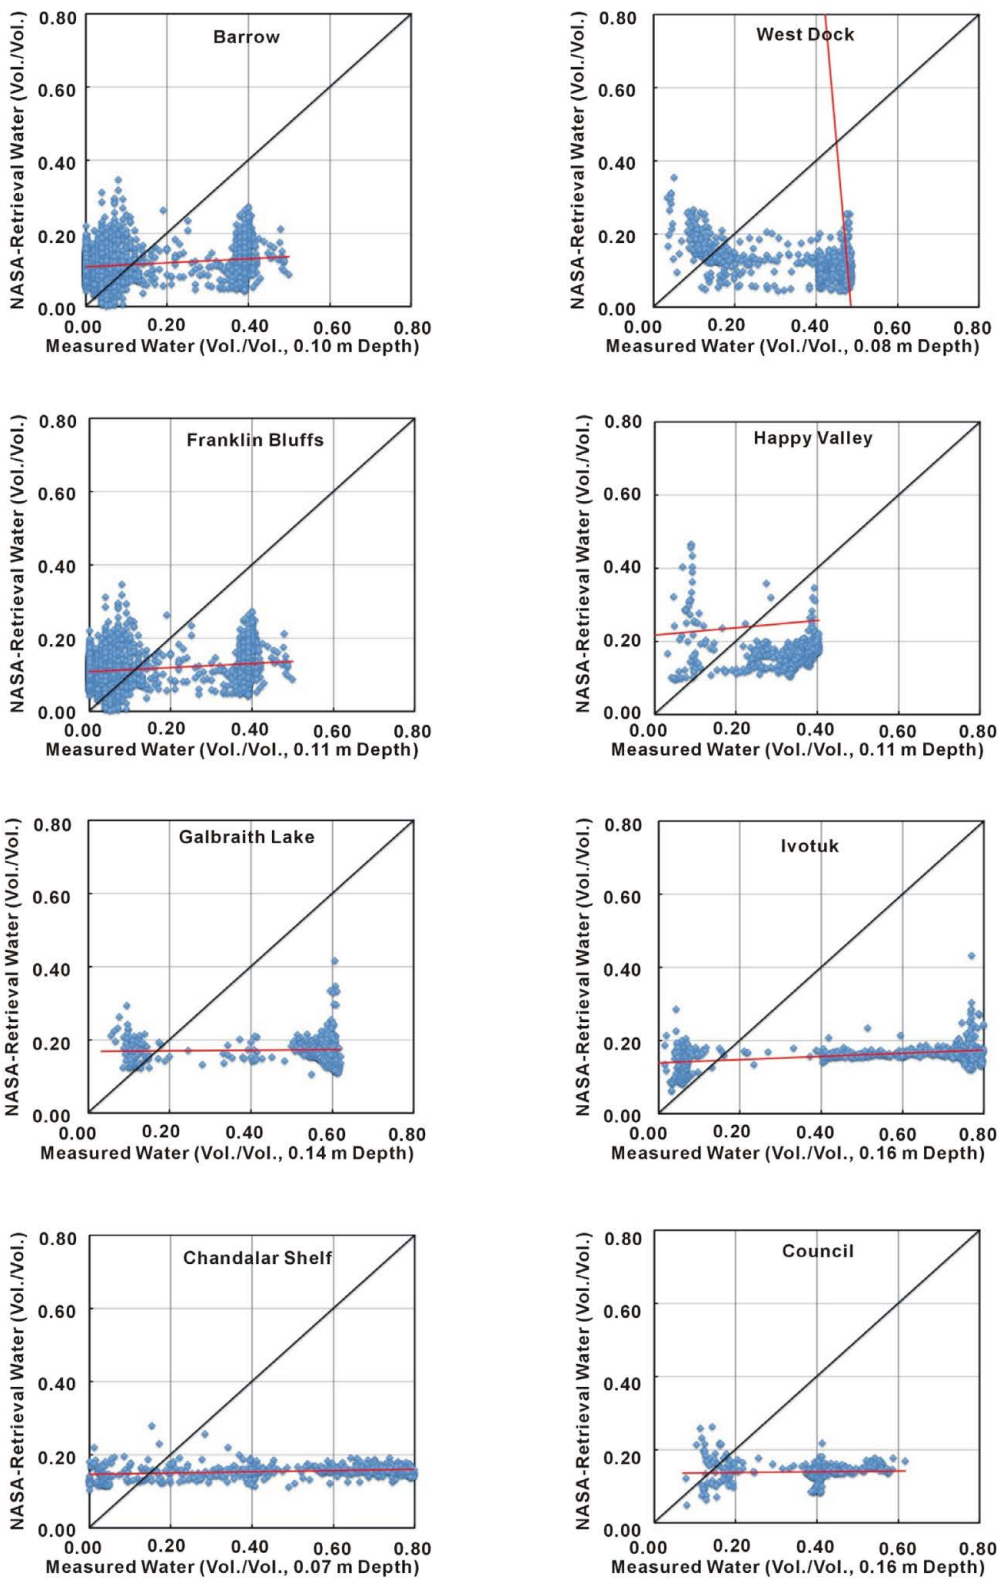 Barrow
NASA-Retrieval Water (Vol./Vol.)
0.80
0.60
0.40
0.20
0.00
0.00 0.20 0.40 0.60 0.80
Measured Water (Vol./Vol., 0.10 m Depth)
West Dock
NASA-Retrieval Water (Vol./Vol.)
0.80
0.60
0.40
0.20
0.00
0.00 0.20 0.40 0.60 0.80
Measured Water (Vol./Vol., 0.08 m Depth)
Franklin Bluffs
NASA-Retrieval Water (Vol./Vol.)
0.80
0.60
0.40
0.20
0.00
0.00 0.20 0.40 0.60 0.80
Measured Water (Vol./Vol., 0.11 m Depth)
Happy Valley
NASA-Retrieval Water (Vol./Vol.)
0.80
0.60
0.40
0.20
0.00
0.00 0.20 0.40 0.60 0.80
Measured Water (Vol./Vol., 0.11 m Depth)
Galbraith Lake
NASA-Retrieval Water (Vol./Vol.)
0.80
0.60
0.40
0.20
0.00
0.00 0.20 0.40 0.60 0.80
Measured Water (Vol./Vol., 0.14 m Depth)
Ivotuk
NASA-Retrieval Water (Vol./Vol.)
0.80
0.60
0.40
0.20
0.00
0.00 0.20 0.40 0.60 0.80
Measured Water (Vol./Vol., 0.16 m Depth)
Chandalar Shelf
NASA-Retrieval Water (Vol./Vol.)
0.80
0.60
0.40
0.20
0.00
0.00 0.20 0.40 0.60 0.80
Measured Water (Vol./Vol., 0.07 m Depth)
Council
NASA-Retrieval Water (Vol./Vol.)
0.80
0.60
0.40
0.20
0.00
0.00 0.20 0.40 0.60 0.80
Measured Water (Vol./Vol., 0.16 m Depth)